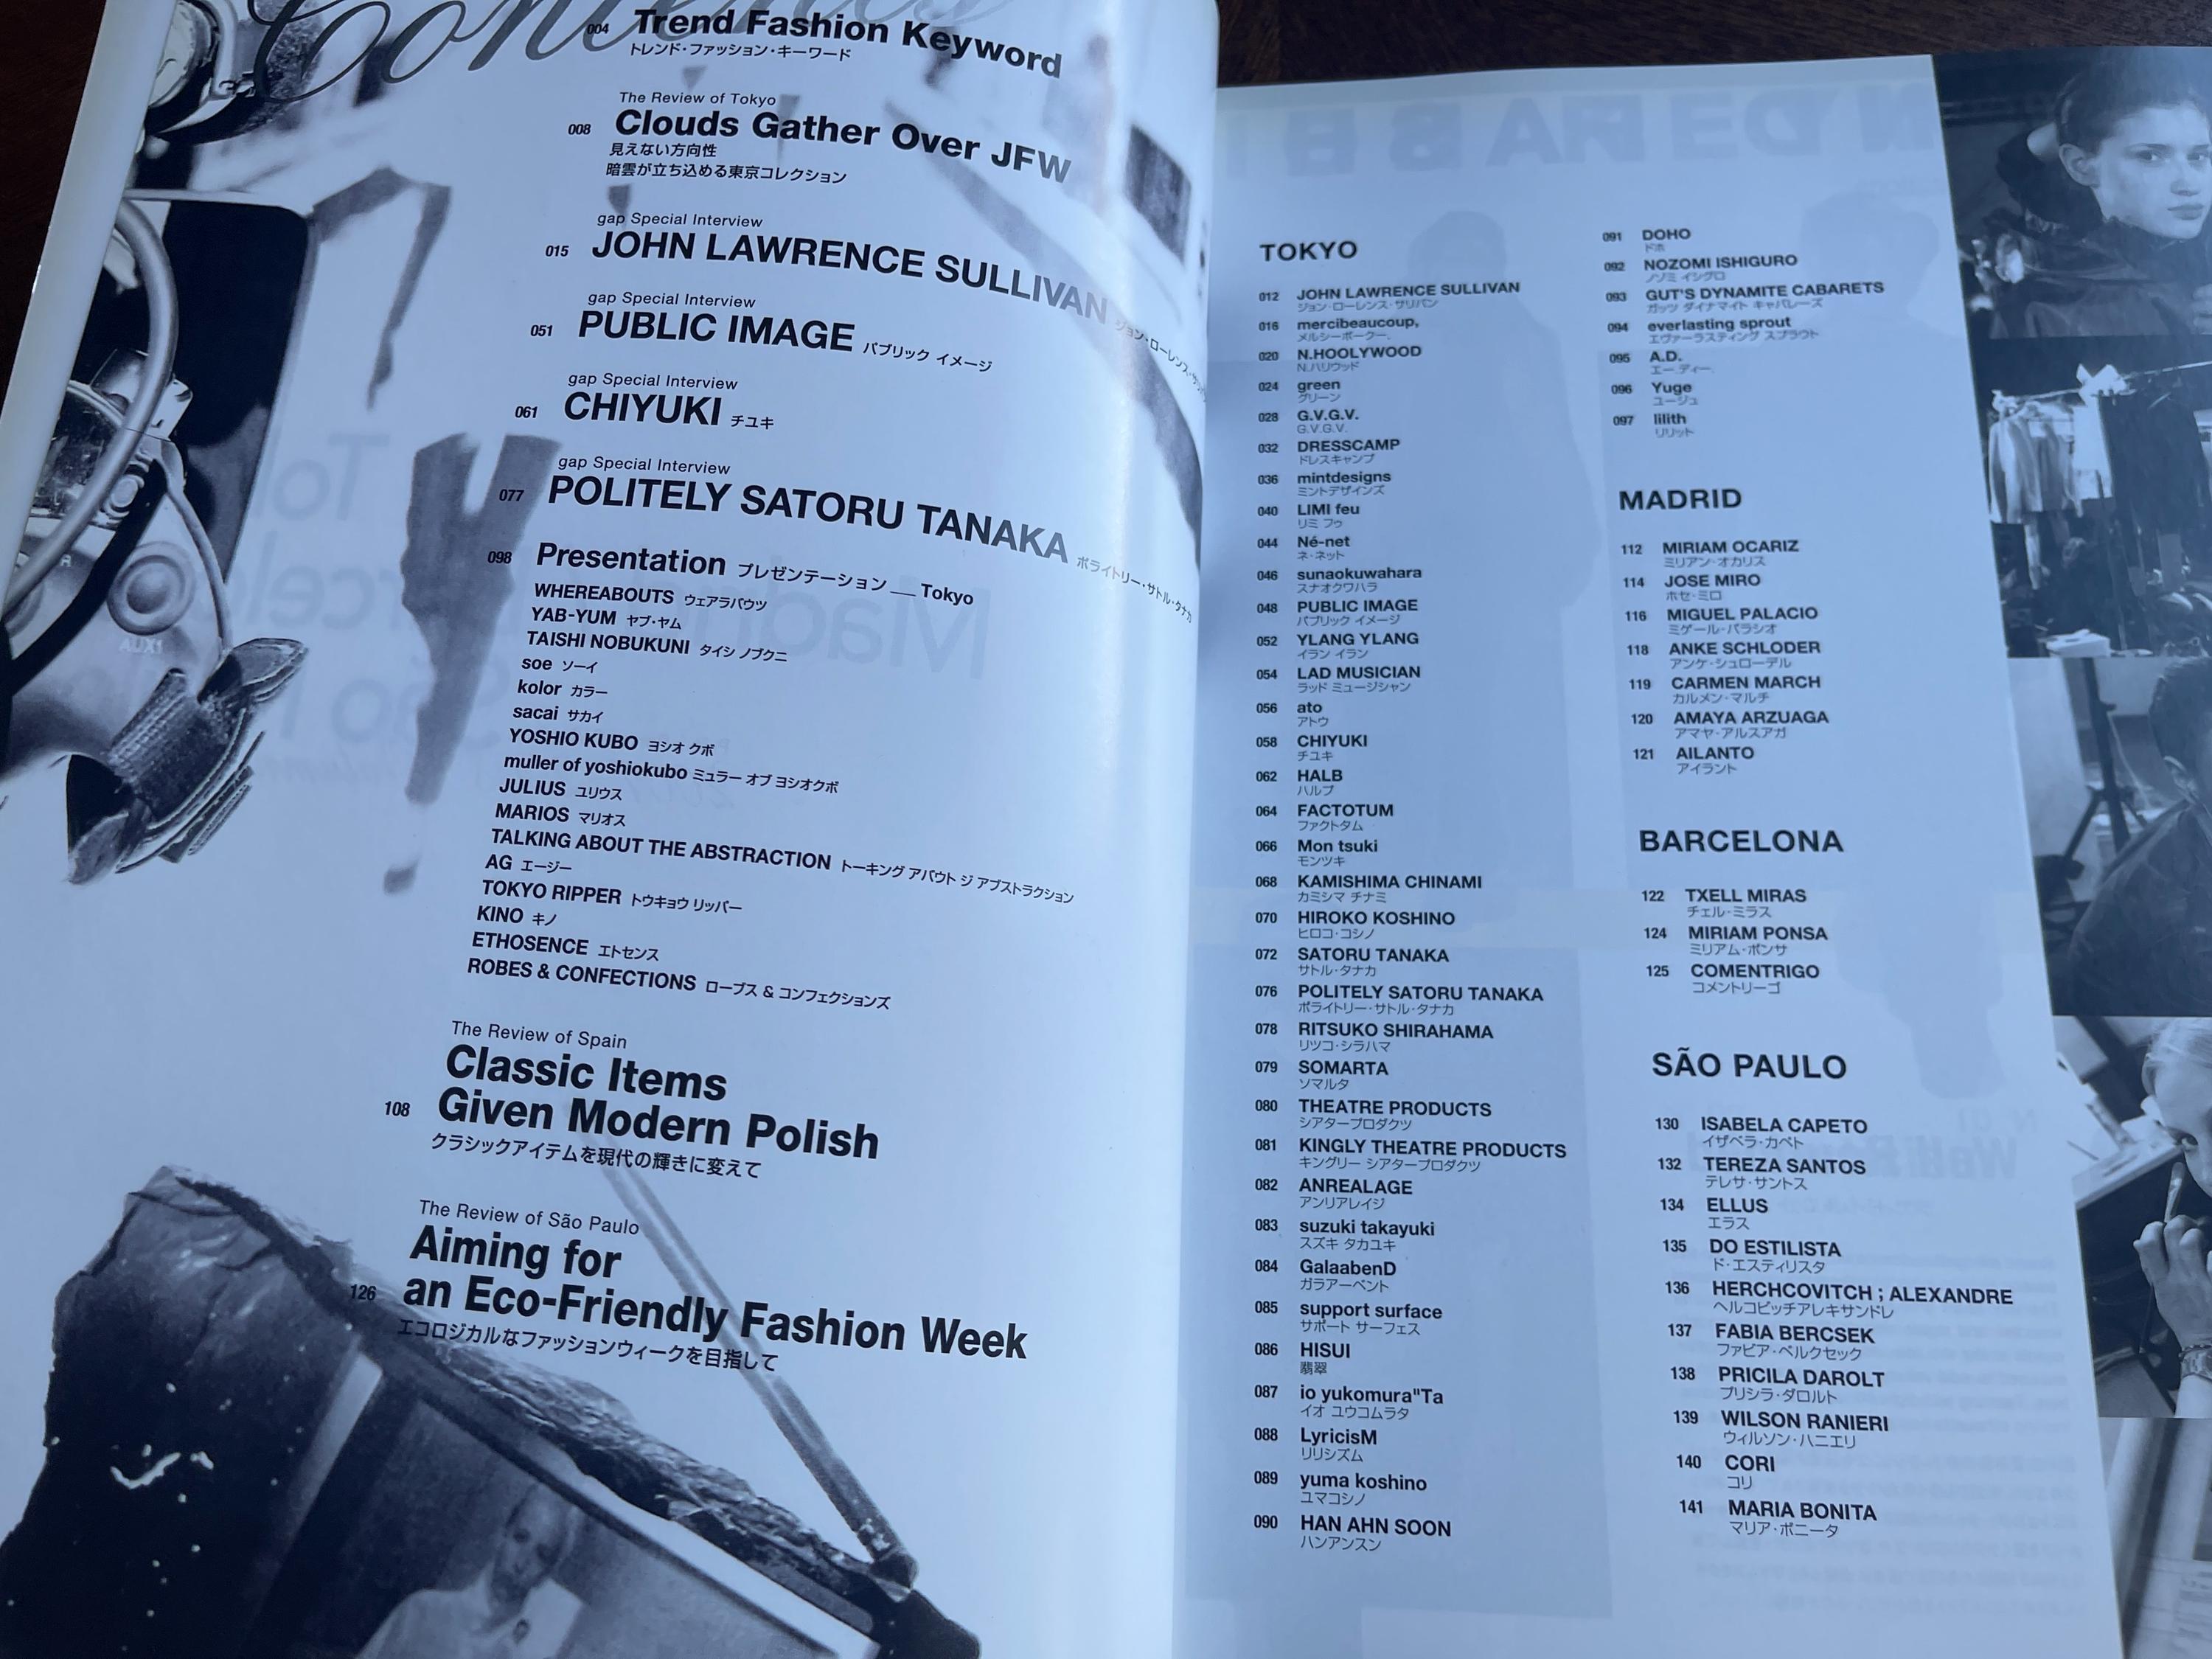 Contents
004 Trend Fashion Keyword
トレンド・ファッション・キーワード
The Review of Tokyo
008 Clouds Gather Over JFW
見えない方向性
暗雲が立ち込める東京コレクション
gap Special Interview
015 JOHN LAWRENCE SULLIVAN ジョン・ローレンス・サリバン
gap Special Interview
051 PUBLIC IMAGE パブリック イメージ
gap Special Interview
061 CHIYUKI チユキ
gap Special Interview
077 POLITELY SATORU TANAKA ポライトリー・サトル・タナカ
098 Presentation プレゼンテーション __ Tokyo
WHEREABOUTS ウェアラバウツ
YAB-YUM ヤブ・ヤム
TAISHI NOBUKUNI タイシ ノブクニ
soe ソーイ
kolor カラー
sacai サカイ
YOSHIO KUBO ヨシオ クボ
muller of yoshiokubo ミュラー オブ ヨシオクボ
JULIUS ユリウス
MARIOS マリオス
TALKING ABOUT THE ABSTRACTION トーキング アバウト ジ アブストラクション
AG エージー
TOKYO RIPPER トウキョウ リッパー
KINO キノ
ETHOSENCE エトセンス
ROBES & CONFECTIONS ローブス & コンフェクションズ
The Review of Spain
Classic Items
108 Given Modern Polish
クラシックアイテムを現代の輝きに変えて
The Review of São Paulo
Aiming for
126 an Eco-Friendly Fashion Week
エコロジカルなファッションウィークを目指して
AUX1
TOKYO
012 JOHN LAWRENCE SULLIVAN
ジョン・ローレンス・サリバン
016 mercibeaucoup,
メルシーボークー、
020 N.HOOLYWOOD
N.ハリウッド
024 green
グリーン
028 G.V.G.V.
G.V.G.V.
032 DRESSCAMP
ドレスキャンプ
036 mintdesigns
ミントデザインズ
040 LIMI feu
リミ フゥ
044 Né-net
ネ・ネット
046 sunaokuwahara
スナオクワハラ
048 PUBLIC IMAGE
パブリック イメージ
052 YLANG YLANG
イラン イラン
054 LAD MUSICIAN
ラッド ミュージシャン
056 ato
アトウ
058 CHIYUKI
チユキ
062 HALB
ハルプ
064 FACTOTUM
ファクトタム
066 Mon tsuki
モンツキ
068 KAMISHIMA CHINAMI
カミシマ チナミ
070 HIROKO KOSHINO
ヒロコ・コシノ
072 SATORU TANAKA
サトル・タナカ
076 POLITELY SATORU TANAKA
ポライトリー・サトル・タナカ
078 RITSUKO SHIRAHAMA
リツコ・シラハマ
079 SOMARTA
ソマルタ
080 THEATRE PRODUCTS
シアタープロダクツ
081 KINGLY THEATRE PRODUCTS
キングリー シアタープロダクツ
082 ANREALAGE
アンリアレイジ
083 suzuki takayuki
スズキ タカユキ
084 GalaabenD
ガラアーベント
085 support surface
サポート サーフェス
086 HISUI
翡翠
087 io yukomura"Ta
イオ ユウコムラタ
088 LyricisM
リリシズム
089 yuma koshino
ユマコシノ
090 HAN AHN SOON
ハンアンスン
091 DOHO
ドホ
092 NOZOMI ISHIGURO
ノゾミ イシグロ
093 GUT'S DYNAMITE CABARETS
ガッツ ダイナマイト キャバレーズ
094 everlasting sprout
エヴァーラスティング スプラウト
095 A.D.
エー.ディー.
096 Yuge
ユージュ
097 lilith
リリット
MADRID
112 MIRIAM OCARIZ
ミリアン・オカリス
114 JOSE MIRO
ホセ・ミロ
116 MIGUEL PALACIO
ミゲール・パラシオ
118 ANKE SCHLODER
アンケ・シュローデル
119 CARMEN MARCH
カルメン・マルチ
120 AMAYA ARZUAGA
アマヤ・アルスアガ
121 AILANTO
アイラント
BARCELONA
122 TXELL MIRAS
チェル・ミラス
124 MIRIAM PONSA
ミリアム・ポンサ
125 COMENTRIGO
コメントリーゴ
SÃO PAULO
130 ISABELA CAPETO
イザベラ・カペト
132 TEREZA SANTOS
テレサ・サントス
134 ELLUS
エラス
135 DO ESTILISTA
ド・エスティリスタ
136 HERCHCOVITCH ; ALEXANDRE
ヘルコビッチアレキサンドレ
137 FABIA BERCSEK
ファビア・ベルクセック
138 PRICILA DAROLT
プリシラ・ダロルト
139 WILSON RANIERI
ウィルソン・ハニエリ
140 CORI
コリ
141 MARIA BONITA
マリア・ボニータ